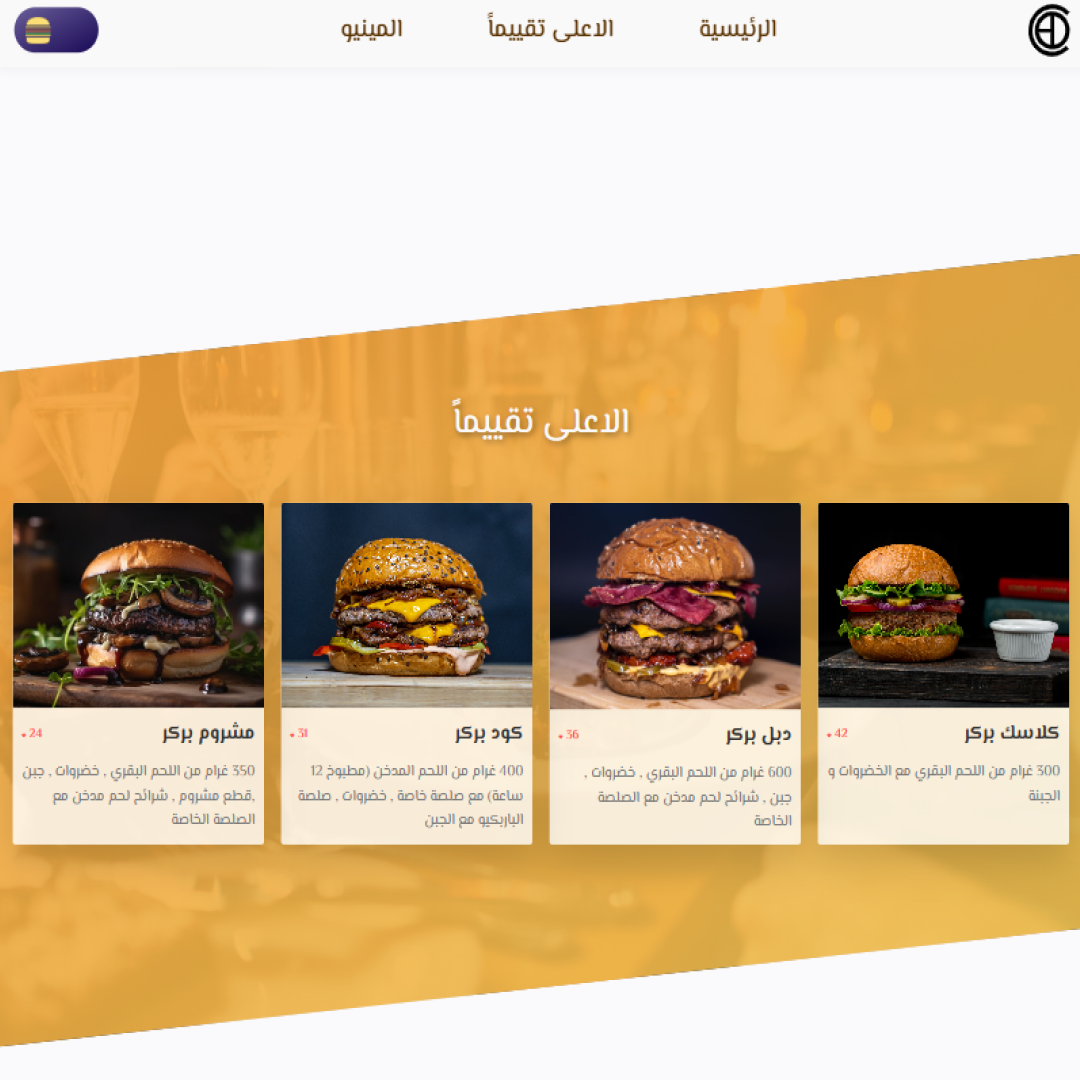 الرئيسية
الاعلى تقييماً
المينيو
الاعلى تقييماً
كلاسك بركر
42
300 غرام من اللحم البقري مع الخضروات و
الجبنة
دبل بركر
36
600 غرام من اللحم البقري , خضروات ,
جبن , شرائح لحم مدخن مع الصلصة
الخاصة
كود بركر
31
400 غرام من اللحم المدخن (مطبوخ 12
ساعة) مع صلصة خاصة , خضروات , صلصة
الباربكيو مع الجبن
مشروم بركر
24
350 غرام من اللحم البقري , خضروات , جبن
,قطع مشروم , شرائح لحم مدخن مع
الصلصة الخاصة